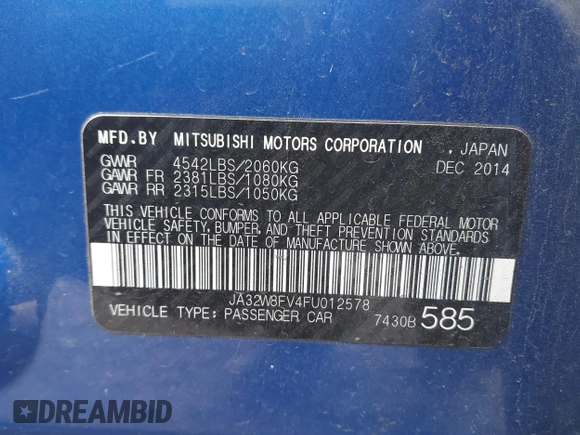 MFD.BY MITSUBISHI MOTORS CORPORATION , JAPAN
GVWR 4542LBS/2060KG DEC 2014
GAWR FR 2381LBS/1080KG
GAWR RR 2315LBS/1050KG
THIS VEHICLE CONFORMS TO ALL APPLICABLE FEDERAL MOTOR
VEHICLE SAFETY, BUMPER, AND THEFT PREVENTION STANDARDS
IN EFFECT ON THE DATE OF MANUFACTURE SHOWN ABOVE.
JA32W8FV4FU012578
VEHICLE TYPE: PASSENGER CAR 7430B 585
DREAMBID